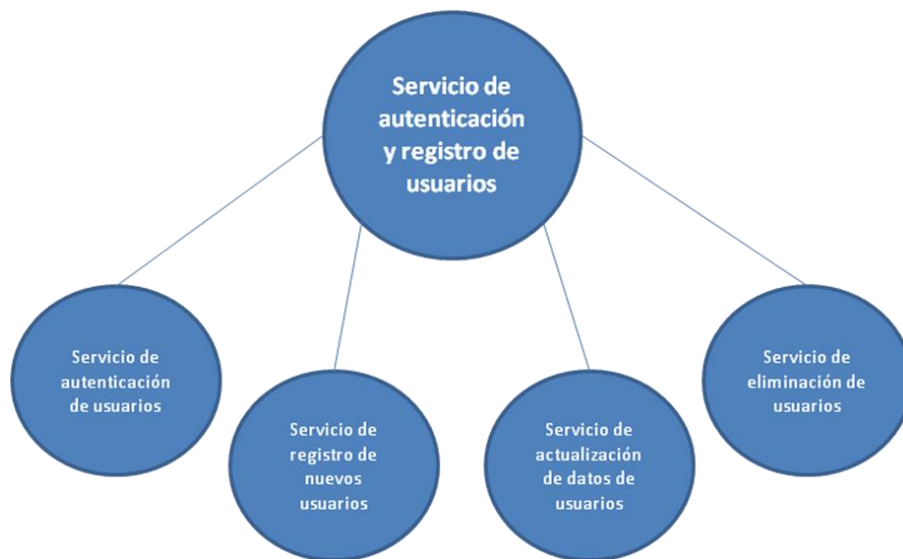 Servicio de
autenticación
y registro de
usuarios
Servicio de
autenticación
de usuarios
Servicio de
registro de
nuevos
usuarios
Servicio de
actualización
de datos de
usuarios
Servicio de
eliminación de
usuarios